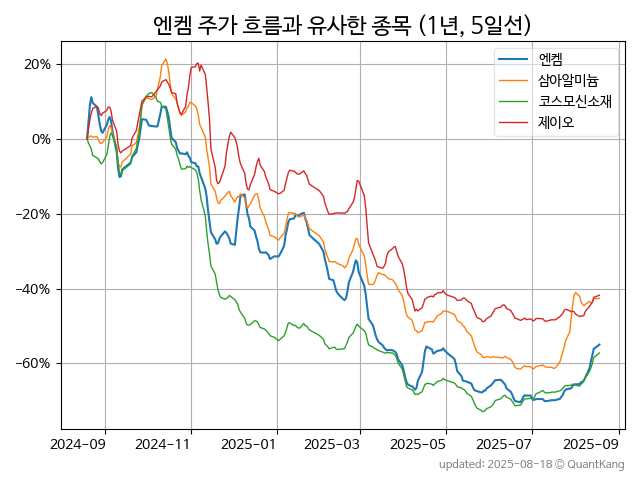 엔켐 주가 흐름과 유사한 종목 (1년, 5일선)
엔켐
삼아알미늄
코스모신소재
제이오
20%
0%
−20%
−40%
−60%
2024-09 2024-11 2025-01 2025-03 2025-05 2025-07 2025-09
updated: 2025-08-18 © QuantKang